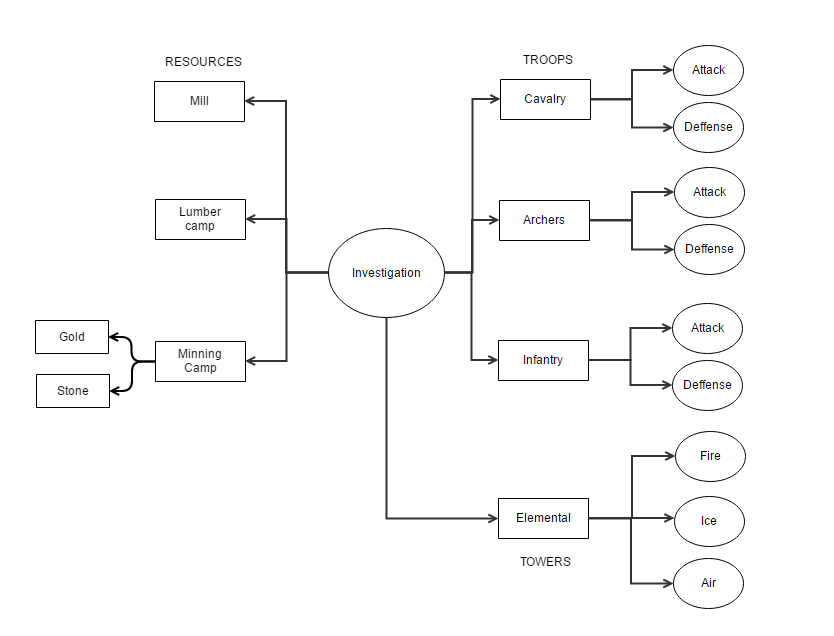 RESOURCES
Mill
Lumber
camp
Minning
Camp
Gold
Stone
Investigation
TROOPS
Cavalry
Attack
Deffense
Archers
Attack
Deffense
Infantry
Attack
Deffense
Elemental
TOWERS
Fire
Ice
Air